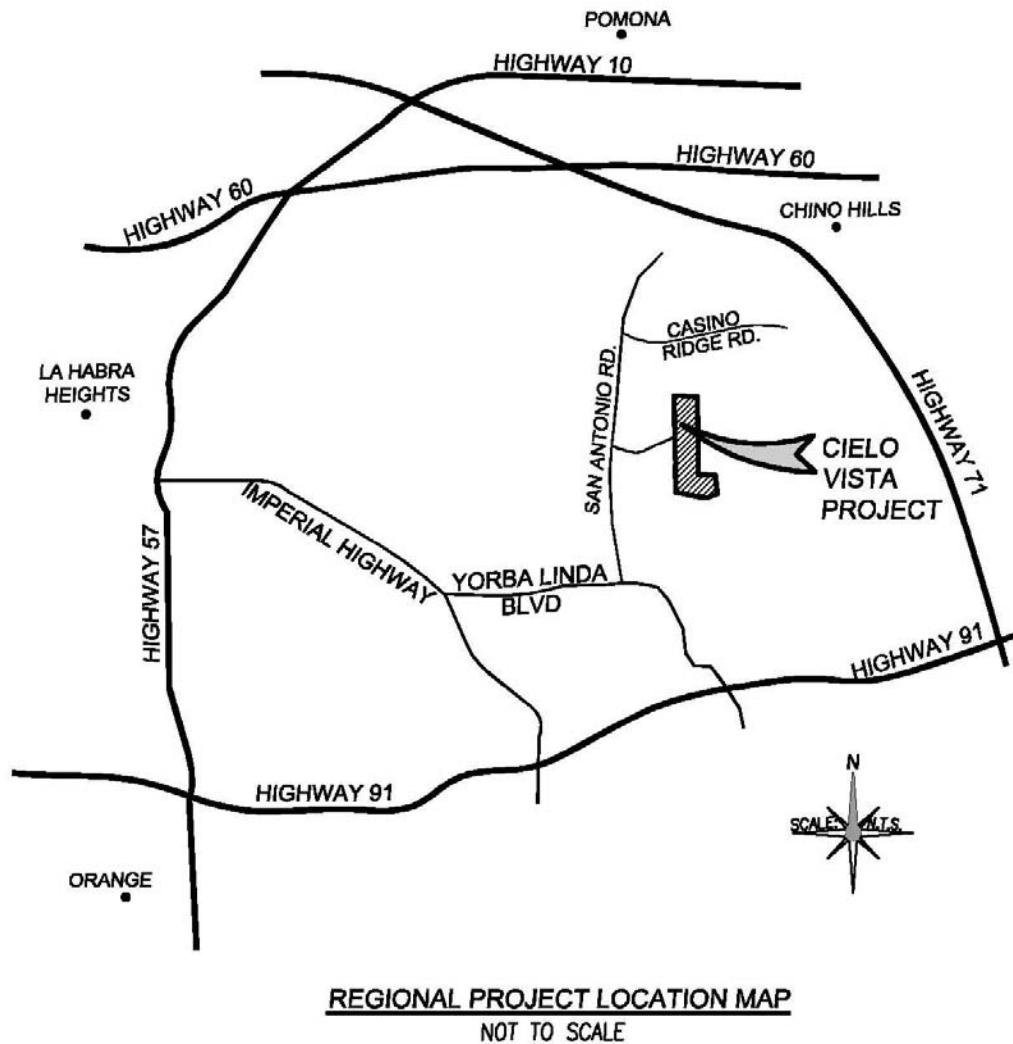 POMONA
HIGHWAY 10
HIGHWAY 60
HIGHWAY 60
CHINO HILLS
CASINO
RIDGE RD.
SAN ANTONIO RD.
LA HABRA
HEIGHTS
HIGHWAY 71
CIELO
VISTA
PROJECT
IMPERIAL HIGHWAY
HIGHWAY 57
YORBA LINDA
BLVD
HIGHWAY 91
HIGHWAY 91
N
SCALE: N.T.S.
ORANGE
REGIONAL PROJECT LOCATION MAP
NOT TO SCALE